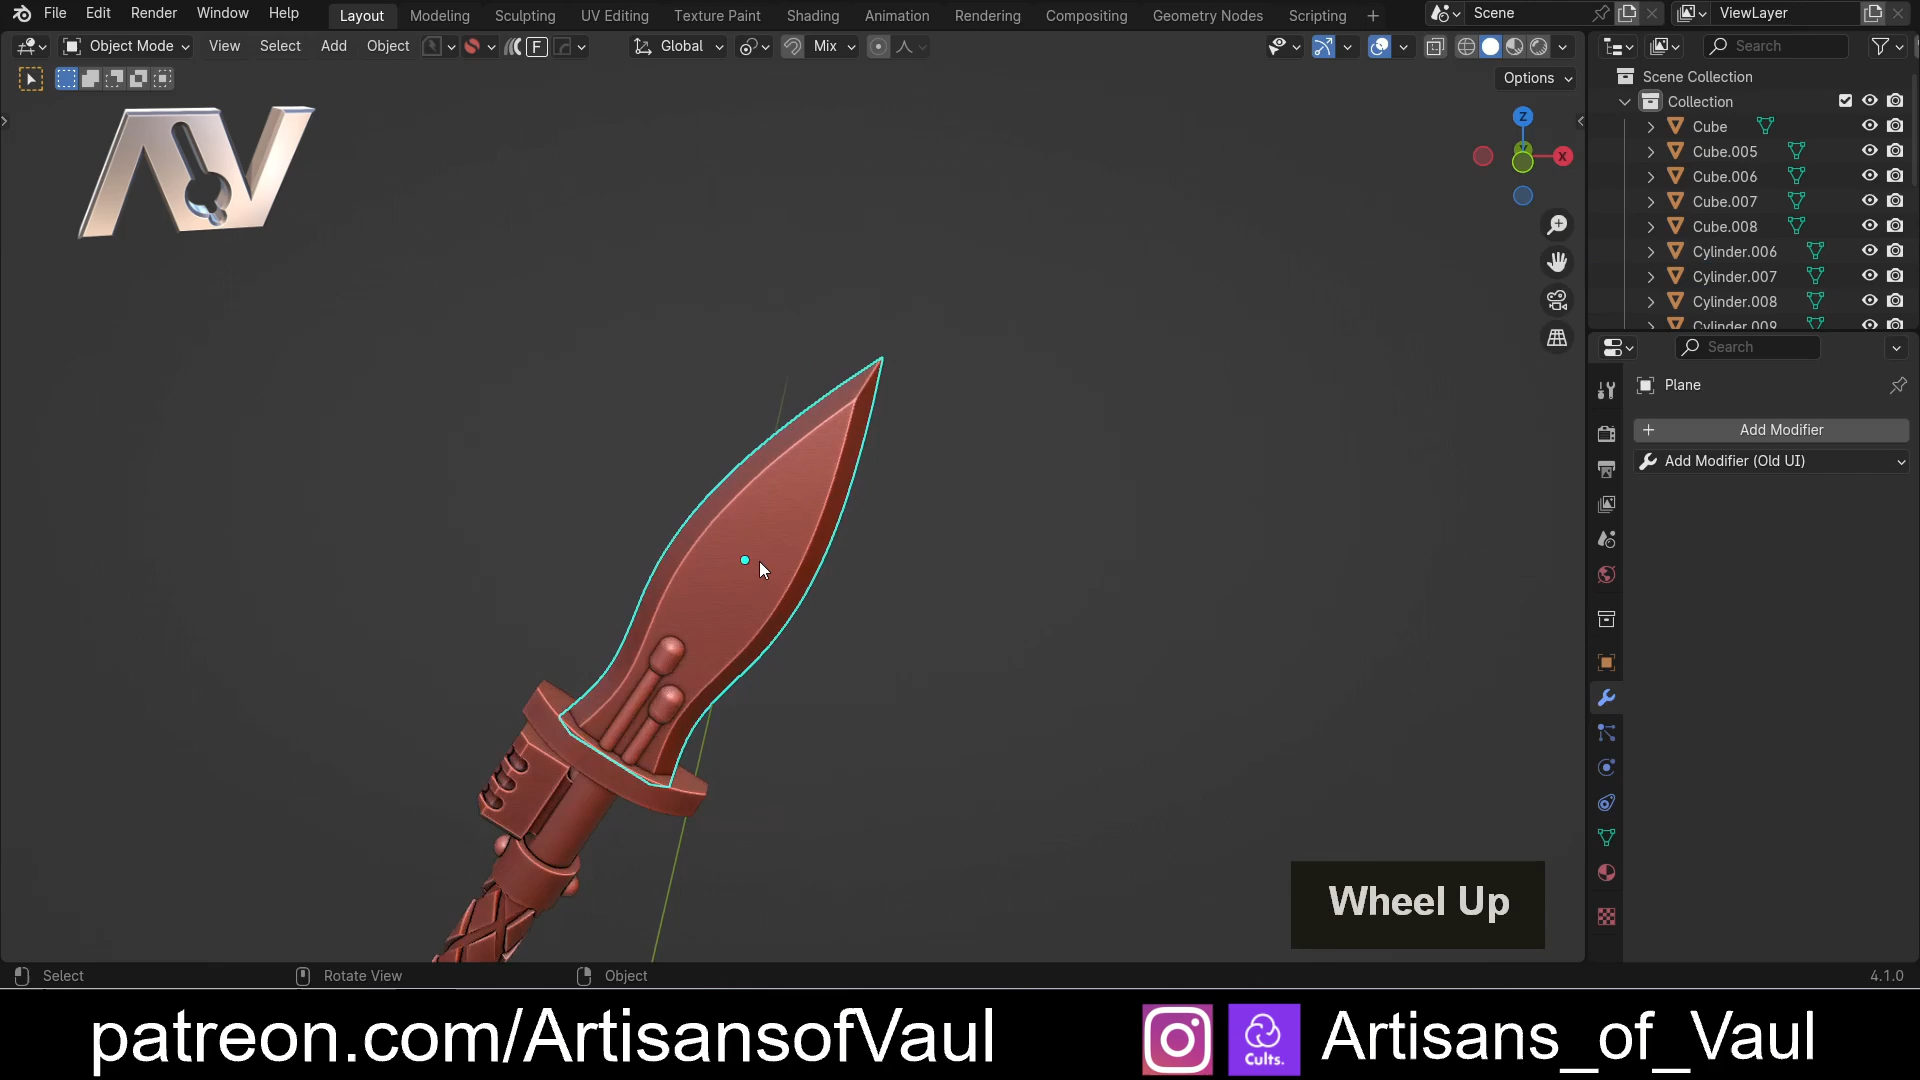 File Edit Render Window Help Layout Modeling Sculpting UV Editing Texture Paint Shading Animation Rendering Compositing Geometry Nodes Scripting + Scene ViewLayer
Object Mode View Select Add Object F Global Mix Search
Options
Scene Collection
Collection
Cube
Cube.005
Cube.006
Cube.007
Cube.008
Cylinder.006
Cylinder.007
Cylinder.008
Cylinder.009
Z
X
AV
Search
Plane
+ Add Modifier
Add Modifier (Old UI)
Wheel Up
Select Rotate View Object 4.1.0
patreon.com/ArtisansofVaul Cults. Artisans_of_Vaul